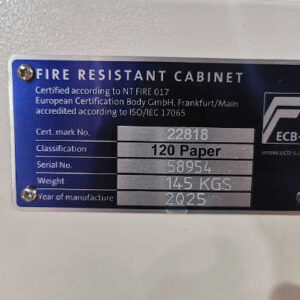 FIRE RESISTANT CABINET
Certified according to NT FIRE 017
European Certification Body GmbH, Frankfurt/Main
accredited according to ISO/IEC 17065
Cert. mark No. 22818
Classification 120 Paper
Serial No. S8954
Weight 145 KGS
Year of manufacture 2025
ECB